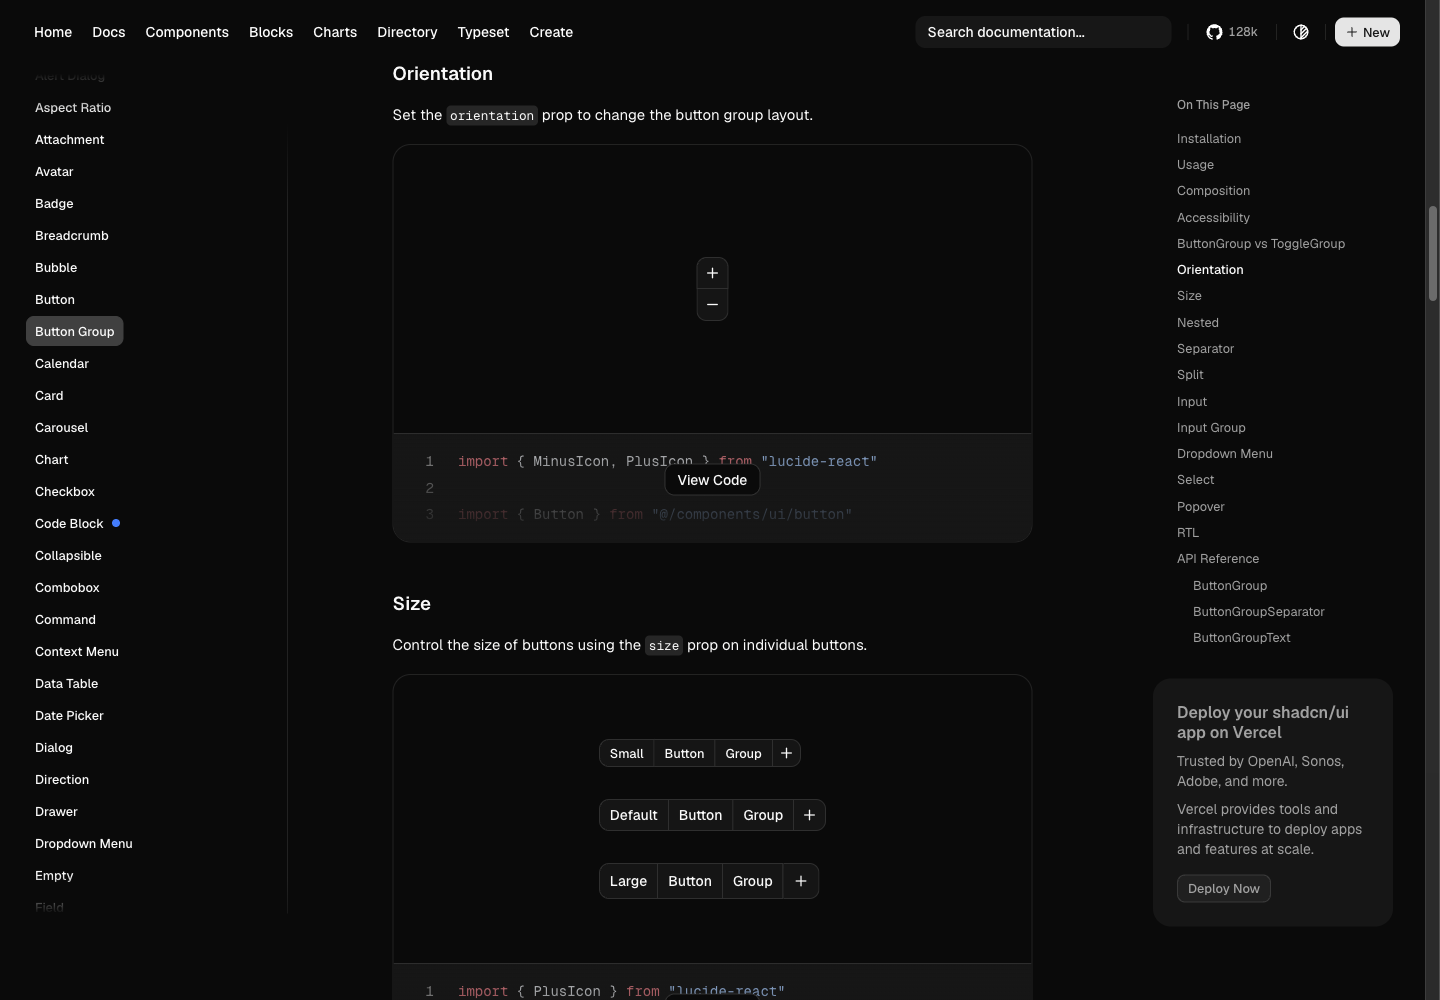 Home Docs Components Blocks Charts Directory Typeset Create
Search documentation...
128k
New
Alert Dialog
Aspect Ratio
Attachment
Avatar
Badge
Breadcrumb
Bubble
Button
Button Group
Calendar
Card
Carousel
Chart
Checkbox
Code Block
Collapsible
Combobox
Command
Context Menu
Data Table
Date Picker
Dialog
Direction
Drawer
Dropdown Menu
Empty
Field
Orientation
Set the orientation prop to change the button group layout.
1 import { MinusIcon, PlusIcon } from "lucide-react"
View Code
2
3 import { Button } from "@/components/ui/button"
Size
Control the size of buttons using the size prop on individual buttons.
Small Button Group
Default Button Group
Large Button Group
1 import { PlusIcon } from "lucide-react"
On This Page
Installation
Usage
Composition
Accessibility
ButtonGroup vs ToggleGroup
Orientation
Size
Nested
Separator
Split
Input
Input Group
Dropdown Menu
Select
Popover
RTL
API Reference
ButtonGroup
ButtonGroupSeparator
ButtonGroupText
Deploy your shadcn/ui
app on Vercel
Trusted by OpenAI, Sonos,
Adobe, and more.
Vercel provides tools and
infrastructure to deploy apps
and features at scale.
Deploy Now